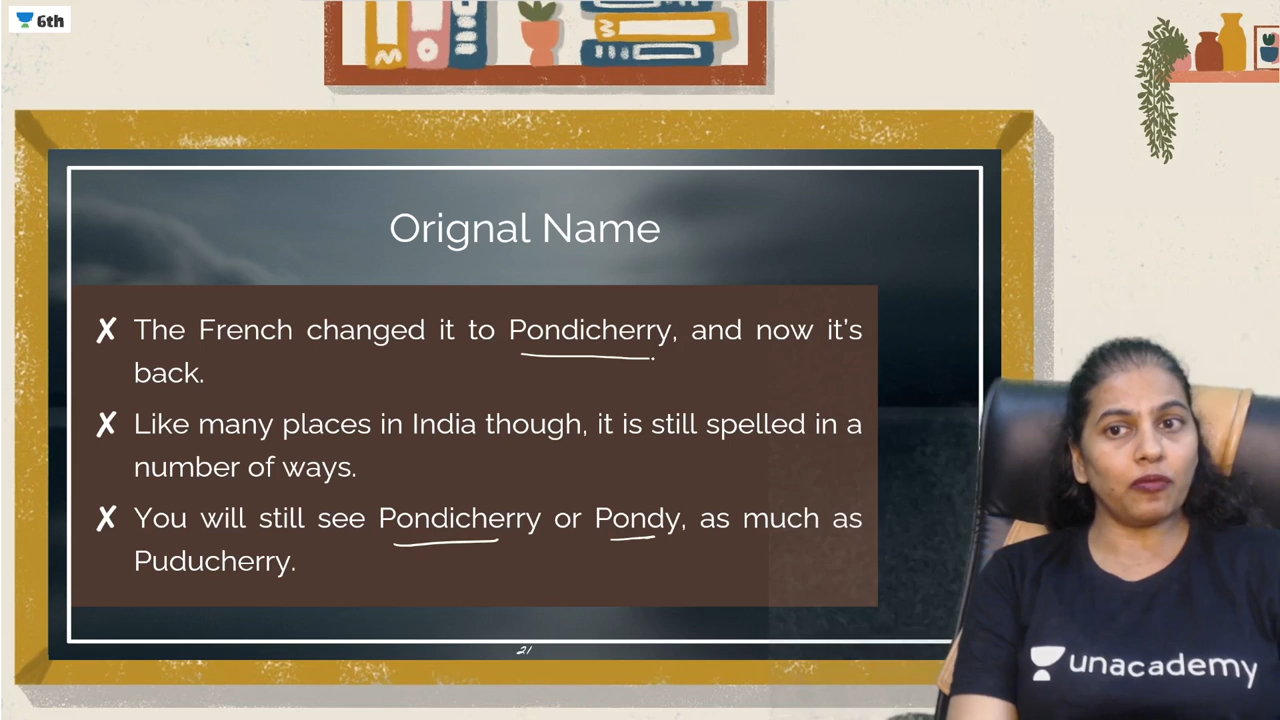 6th
Orignal Name
✗ The French changed it to Pondicherry, and now it's
back.
✗ Like many places in India though, it is still spelled in a
number of ways.
✗ You will still see Pondicherry or Pondy, as much as
Puducherry.
21
unacademy